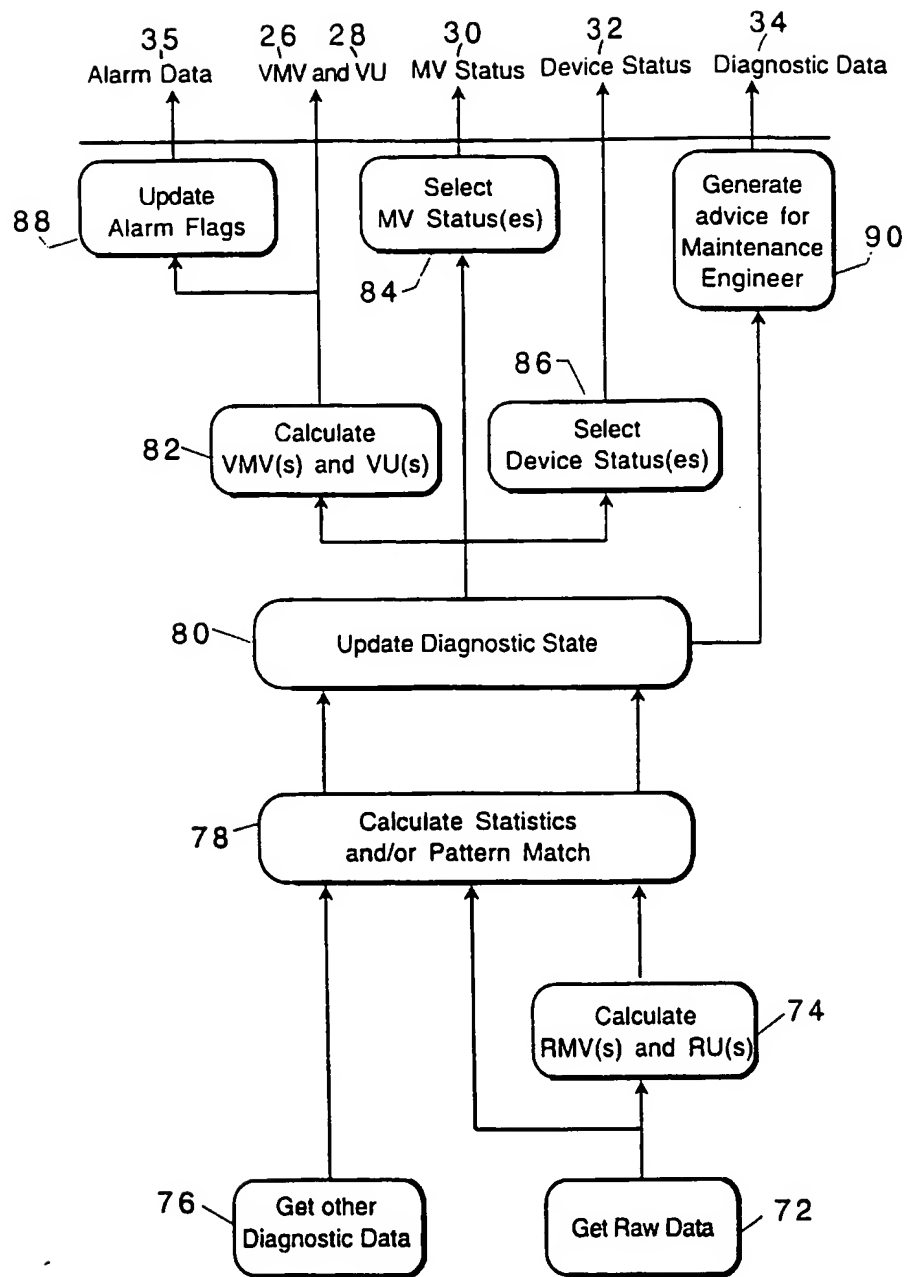 35
26
28
30
32
34
Alarm Data
VMV and VU
MV Status
Device Status
Diagnostic Data
Update
Alarm Flags
88
Select
MV Status(es)
84
Generate
advice for
Maintenance
Engineer
90
86
Calculate
VMV(s) and VU(s)
82
Select
Device Status(es)
80
Update Diagnostic State
78
Calculate Statistics
and/or Pattern Match
Calculate
RMV(s) and RU(s)
74
76
Get other
Diagnostic Data
Get Raw Data
72